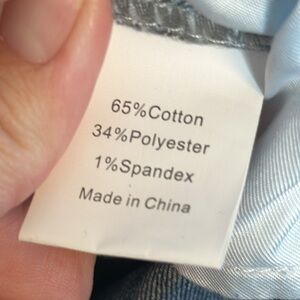 65%Cotton
34%Polyester
1%Spandex
Made in China